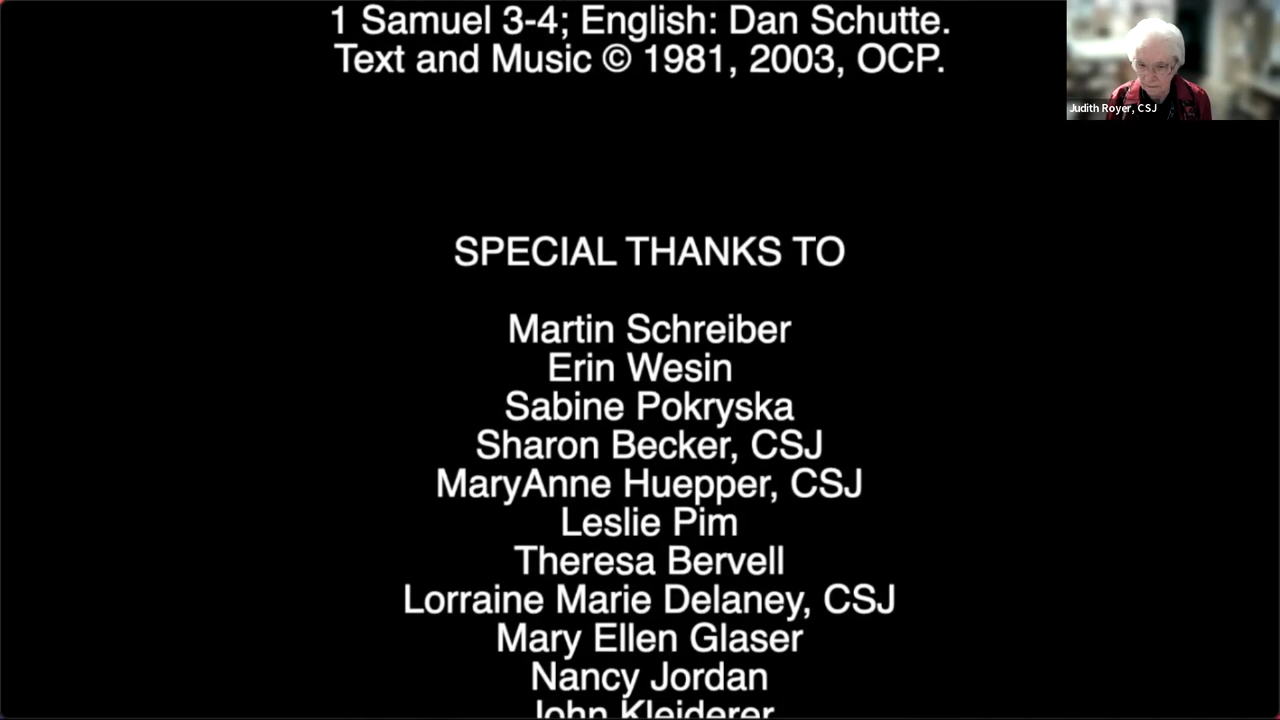 1 Samuel 3-4; English: Dan Schutte.
Text and Music © 1981, 2003, OCP.
Judith Royer, CSJ
SPECIAL THANKS TO
Martin Schreiber
Erin Wesin
Sabine Pokryska
Sharon Becker, CSJ
MaryAnne Huepper, CSJ
Leslie Pim
Theresa Bervell
Lorraine Marie Delaney, CSJ
Mary Ellen Glaser
Nancy Jordan
John Kleiderer